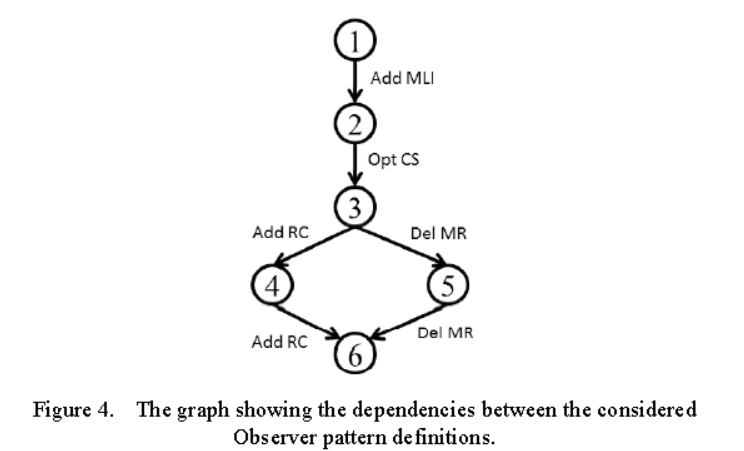 1
Add MLI
2
Opt CS
3
Add RC
Del MR
4
5
Add RC
Del MR
6
Figure 4. The graph showing the dependencies between the considered
Observer pattern definitions.